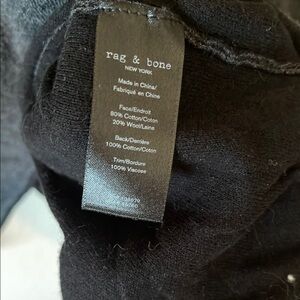 rag & bone
NEW YORK
Made in China/
Fabriqué en Chine
Face/Endroit
80% Cotton/Coton
20% Wool/Laine
Back/Derrière
100% Cotton/Coton
Trim/Bordure
100% Viscose